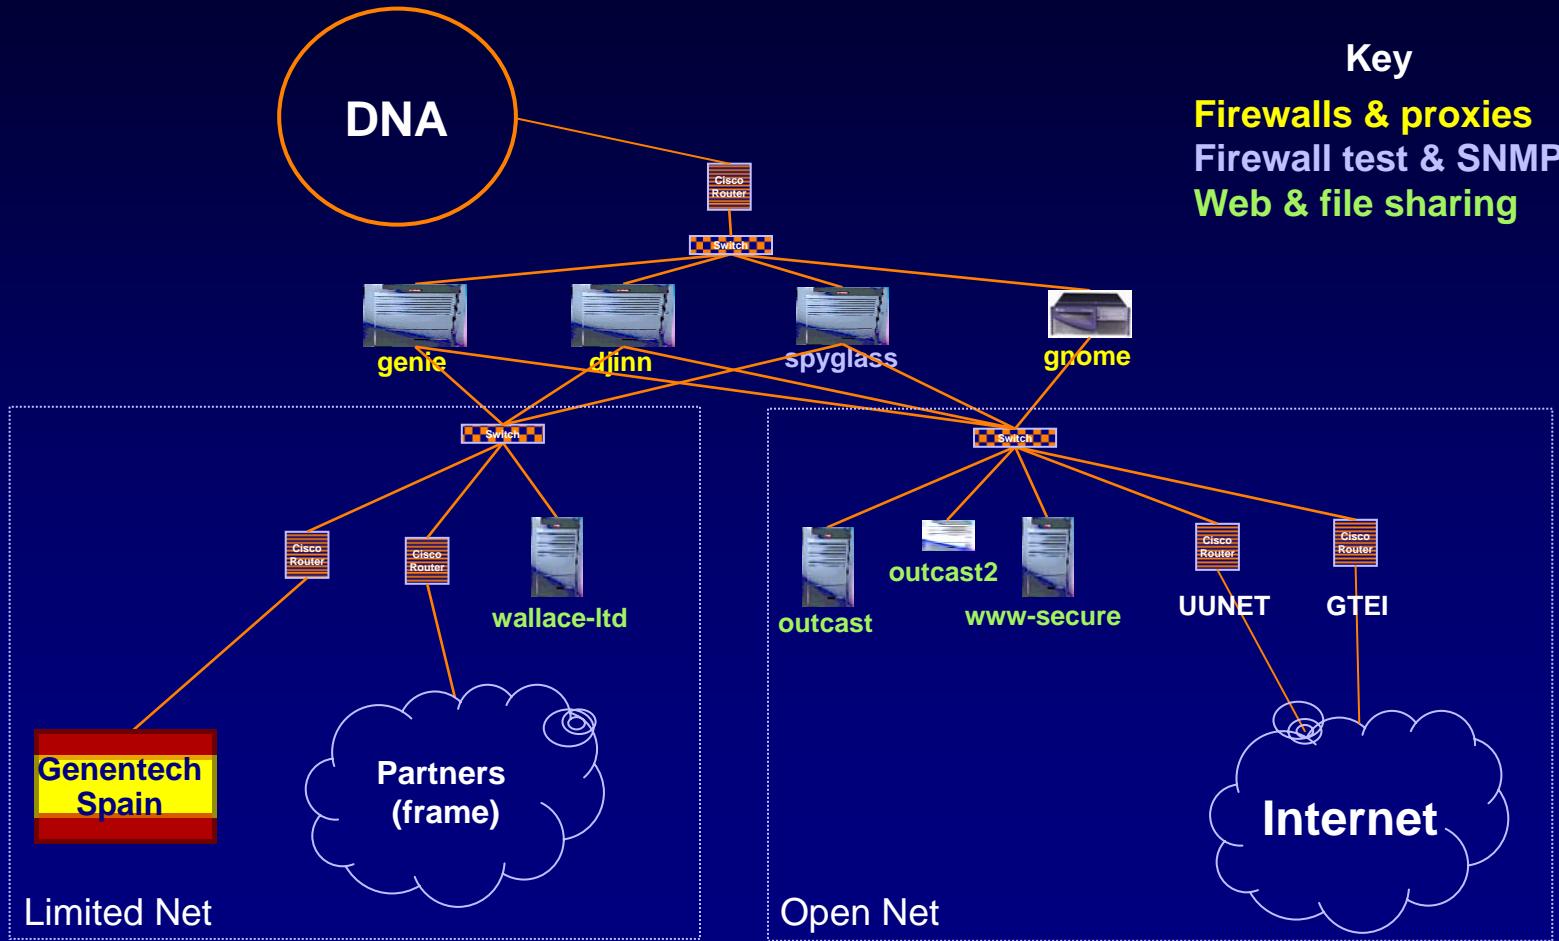 DNA
Key
Firewalls & proxies
Firewall test & SNMP
Web & file sharing
Cisco
Router
Switch
genie
djinn
spyglass
gnome
Switch
Switch
Cisco
Router
Cisco
Router
wallace-ltd
outcast
outcast2
www-secure
Cisco
Router
Cisco
Router
UUNET
GTEI
Genentech
Spain
Partners
(frame)
Internet
Limited Net
Open Net